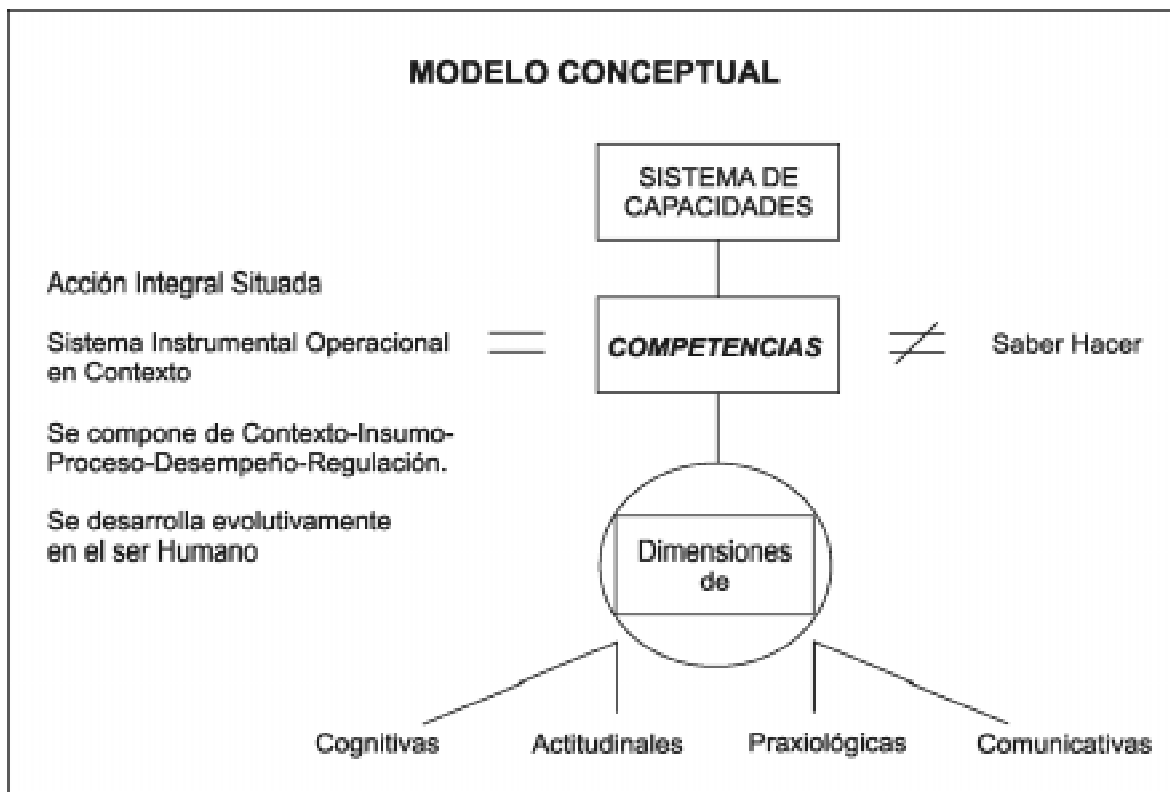 MODELO CONCEPTUAL
SISTEMA DE
CAPACIDADES
Acción Integral Situada
Sistema Instrumental Operacional
en Contexto
=
COMPETENCIAS
≠
Saber Hacer
Se compone de Contexto-Insumo-
Proceso-Desempeño-Regulación.
Se desarrolla evolutivamente
en el ser Humano
Dimensiones
de
Cognitivas
Actitudinales
Praxiológicas
Comunicativas